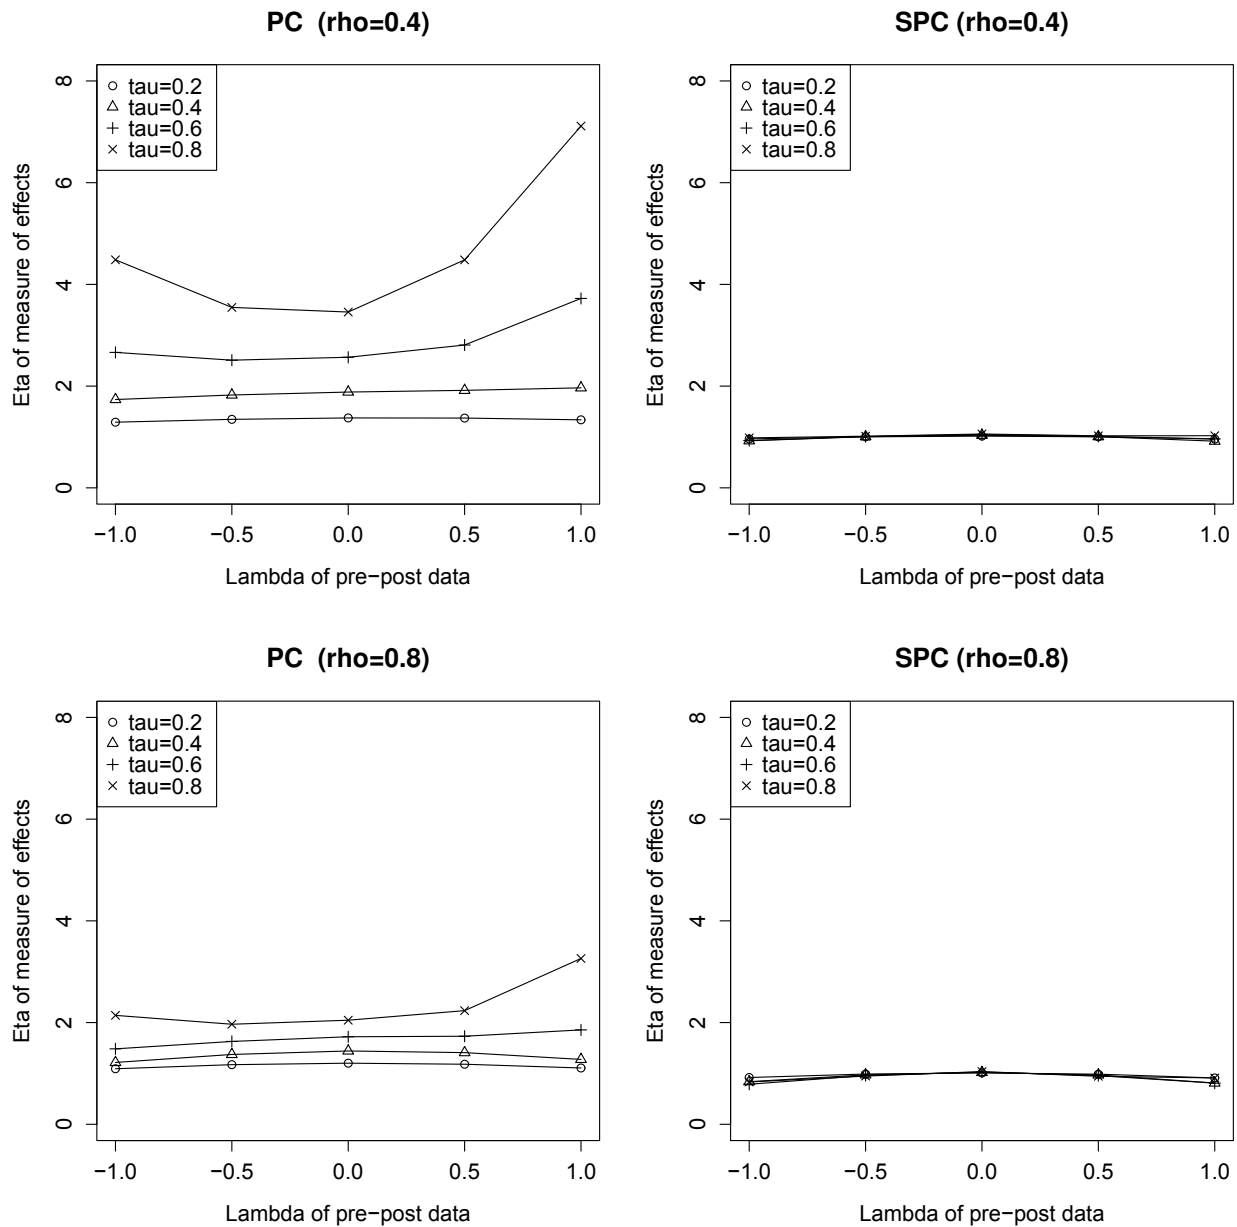 PC (rho=0.4)
tau=0.2
tau=0.4
tau=0.6
tau=0.8
Eta of measure of effects
8
6
4
2
0
−1.0 −0.5 0.0 0.5 1.0
Lambda of pre−post data
SPC (rho=0.4)
tau=0.2
tau=0.4
tau=0.6
tau=0.8
Eta of measure of effects
8
6
4
2
0
−1.0 −0.5 0.0 0.5 1.0
Lambda of pre−post data
PC (rho=0.8)
tau=0.2
tau=0.4
tau=0.6
tau=0.8
Eta of measure of effects
8
6
4
2
0
−1.0 −0.5 0.0 0.5 1.0
Lambda of pre−post data
SPC (rho=0.8)
tau=0.2
tau=0.4
tau=0.6
tau=0.8
Eta of measure of effects
8
6
4
2
0
−1.0 −0.5 0.0 0.5 1.0
Lambda of pre−post data